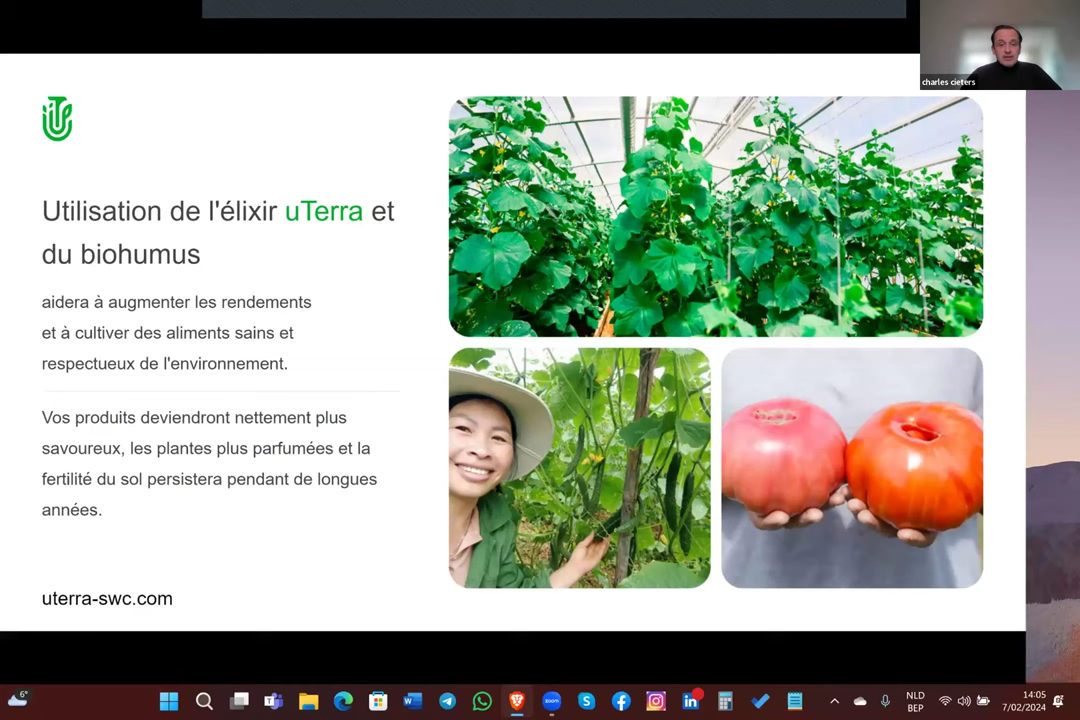 charles cieters
Utilisation de l'élixir uTerra et
du biohumus
aidera à augmenter les rendements
et à cultiver des aliments sains et
respectueux de l'environnement.
Vos produits deviendront nettement plus
savoureux, les plantes plus parfumées et la
fertilité du sol persistera pendant de longues
années.
uterra-swc.com
6°
NLD
BEP
14:05
7/02/2024